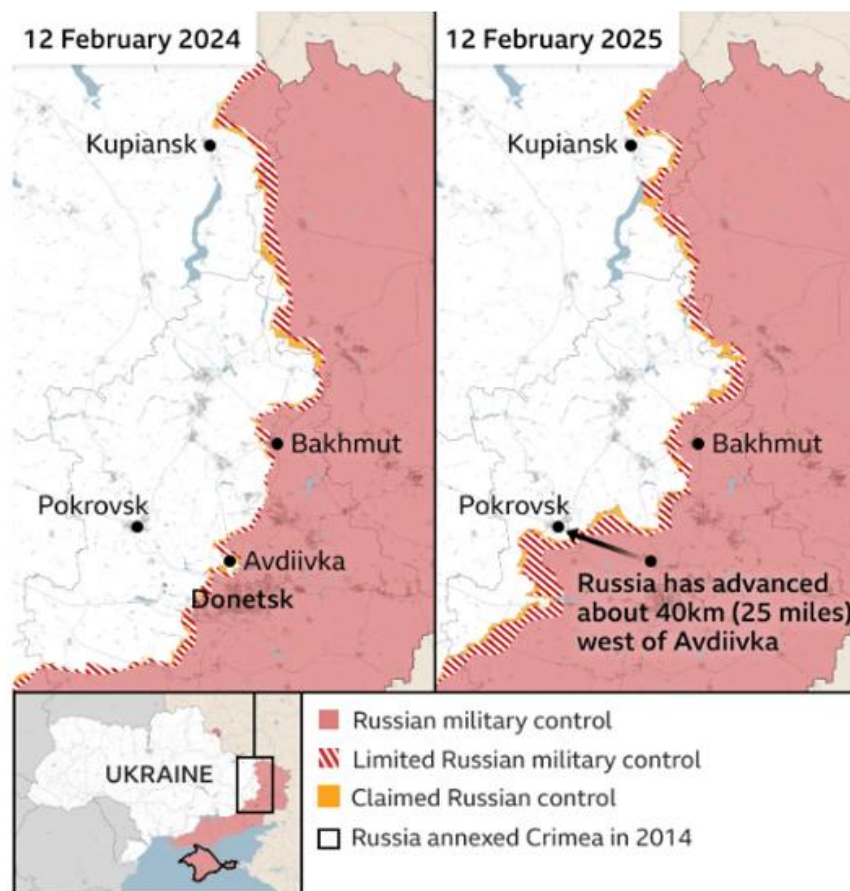 12 February 2024
Kupiansk
Bakhmut
Pokrovsk
Avdiivka
Donetsk
12 February 2025
Kupiansk
Bakhmut
Pokrovsk
Russia has advanced
about 40km (25 miles)
west of Avdiivka
UKRAINE
Russian military control
Limited Russian military control
Claimed Russian control
Russia annexed Crimea in 2014